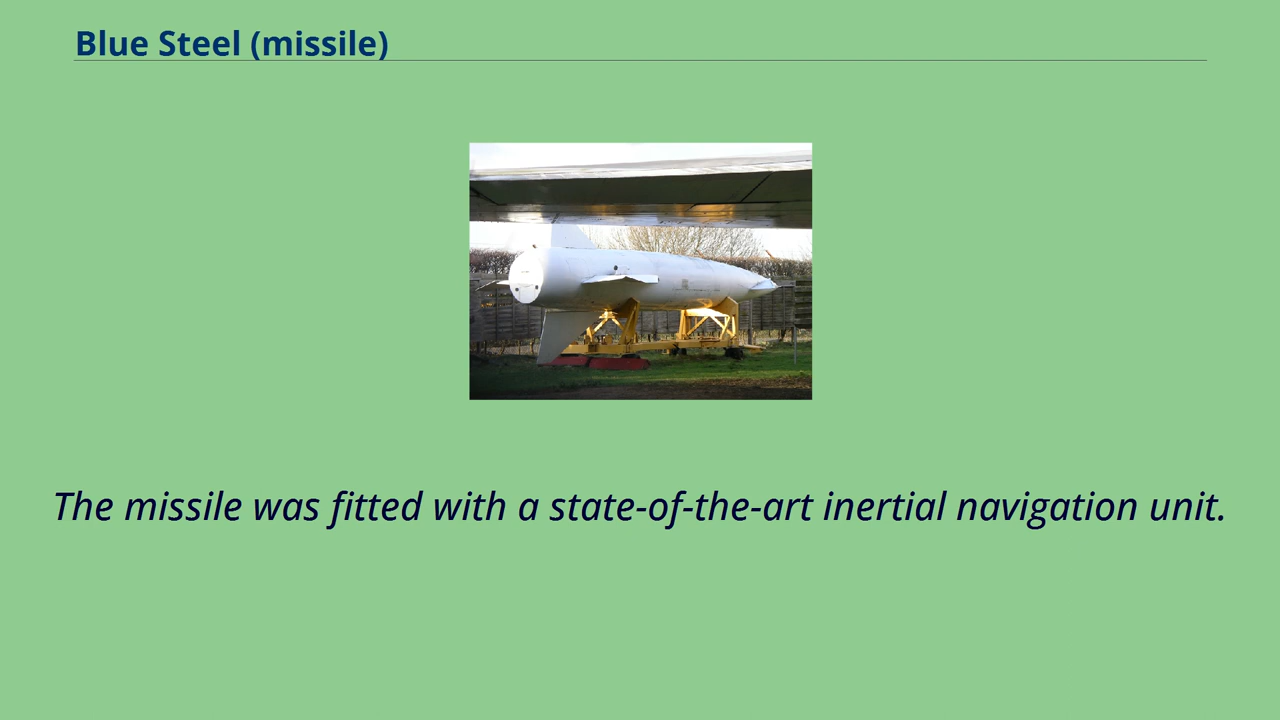 Blue Steel (missile)
The missile was fitted with a state-of-the-art inertial navigation unit.